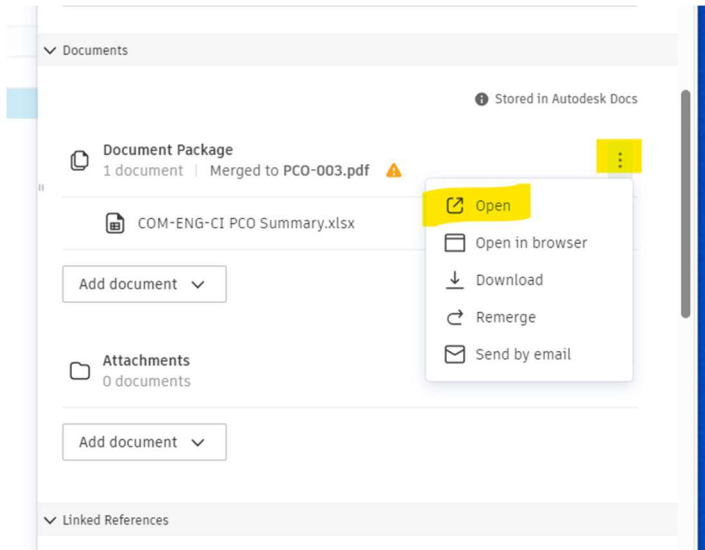 Documents
Stored in Autodesk Docs
Document Package
1 document | Merged to PCO-003.pdf
Open
COM-ENG-CI PCO Summary.xlsx
Open in browser
Add document
Download
Remerge
Send by email
Attachments
0 documents
Add document
Linked References